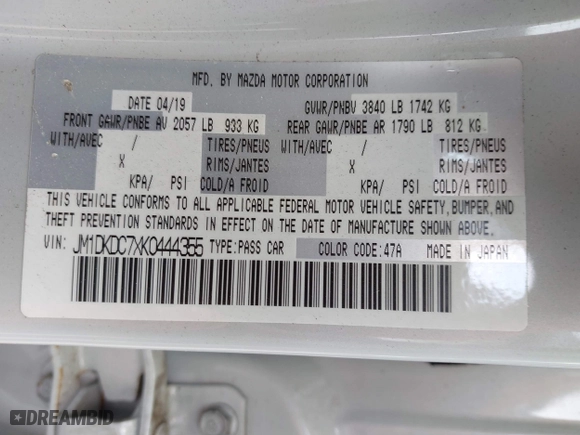 MFD. BY MAZDA MOTOR CORPORATION
DATE 04/19 GVWR/PNBV 3840 LB 1742 KG
FRONT GAWR/PNBE AV 2057 LB 933 KG REAR GAWR/PNBE AR 1790 LB 812 KG
WITH/AVEC / TIRES/PNEUS WITH/AVEC / TIRES/PNEUS
X RIMS/JANTES X RIMS/JANTES
KPA/ PSI COLD/A FROID KPA/ PSI COLD/A FROID
THIS VEHICLE CONFORMS TO ALL APPLICABLE FEDERAL MOTOR VEHICLE SAFETY, BUMPER, AND
THEFT PREVENTION STANDARDS IN EFFECT ON THE DATE OF MANUFACTURE SHOWN ABOVE.
VIN: JM1DKDC7XK0444355 TYPE:PASS CAR COLOR CODE:47A MADE IN JAPAN
DREAMBID